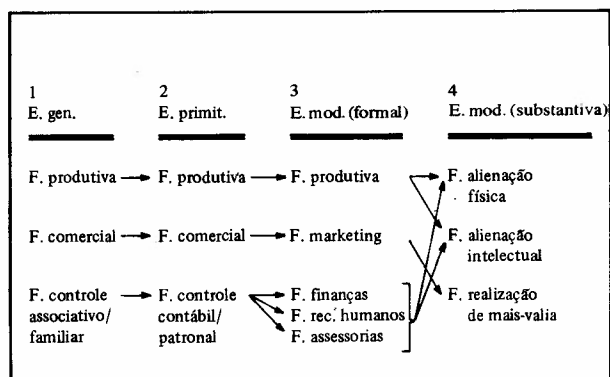 1
E. gen.
2
E. primit.
3
E. mod. (formal)
4
E. mod. (substantiva)
F. produtiva
F. produtiva
F. produtiva
F. alienação
física
F. comercial
F. comercial
F. marketing
F. alienação
intelectual
F. controle
associativo/
familiar
F. controle
contábil/
patronal
F. finanças
F. rec. humanos
F. assessorias
F. realização
de mais-valia